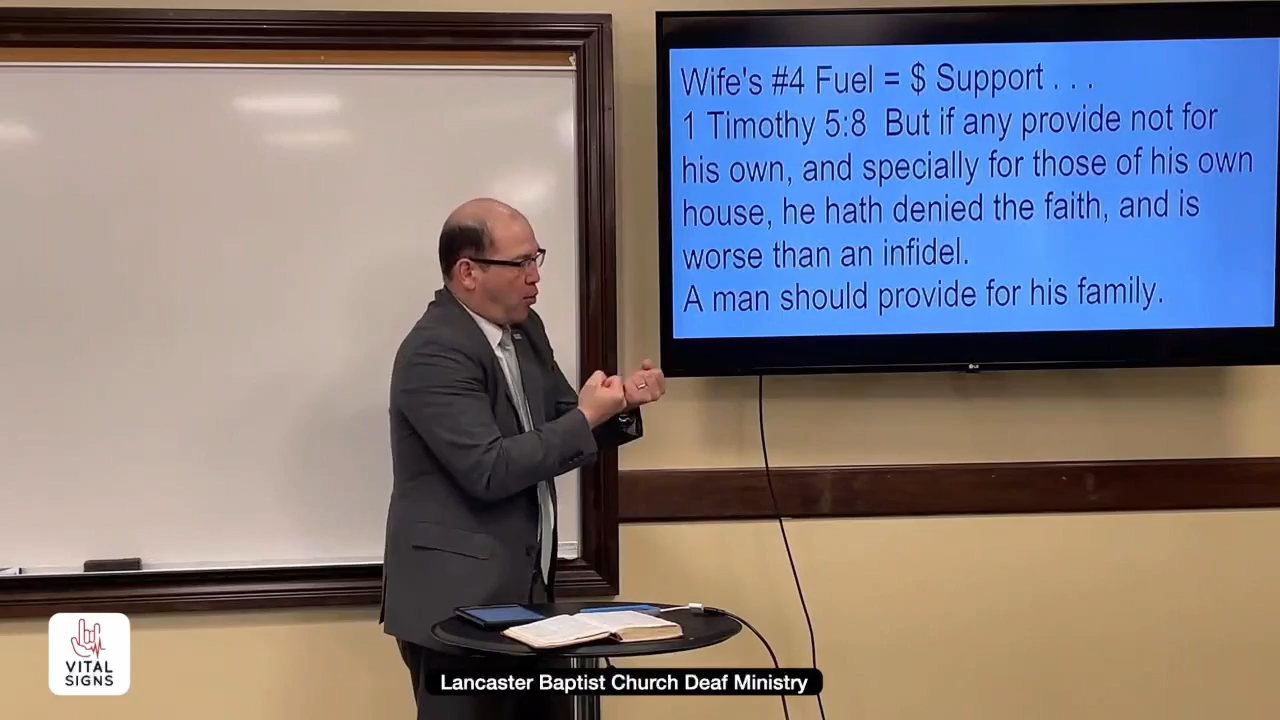 Wife's #4 Fuel = $ Support . . .
1 Timothy 5:8  But if any provide not for
his own, and specially for those of his own
house, he hath denied the faith, and is
worse than an infidel.
A man should provide for his family.
LG
VITAL
SIGNS
Lancaster Baptist Church Deaf Ministry